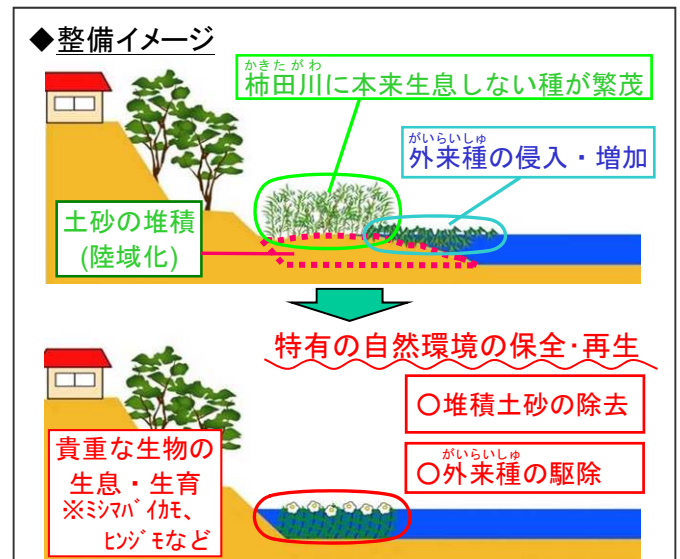 ◆整備イメージ
かきたがわ
柿田川に本来生息しない種が繁茂
がいらいしゅ
外来種の侵入・増加
土砂の堆積
(陸域化)
特有の自然環境の保全・再生
〇堆積土砂の除去
がいらいしゅ
〇外来種の駆除
貴重な生物の
生息・生育
※ミシマバイカモ、
ヒンジモなど